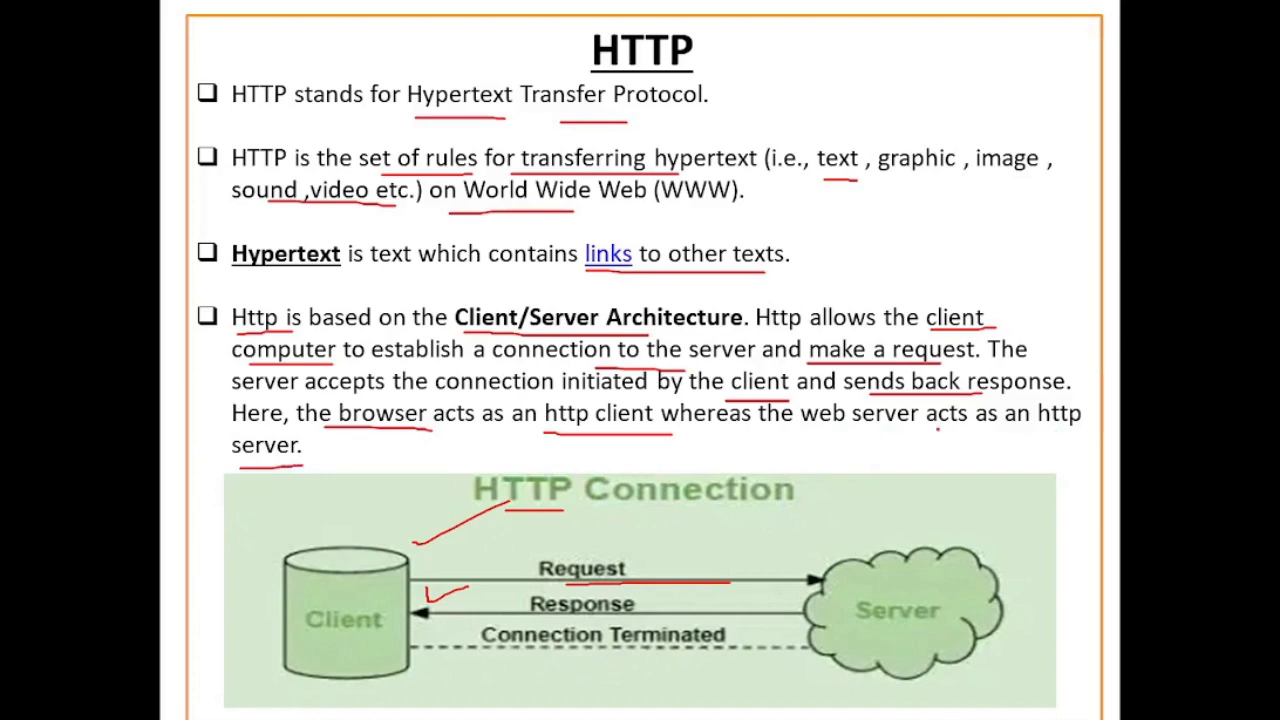 HTTP
HTTP stands for Hypertext Transfer Protocol.
HTTP is the set of rules for transferring hypertext (i.e., text , graphic , image ,
sound ,video etc.) on World Wide Web (WWW).
Hypertext is text which contains links to other texts.
Http is based on the Client/Server Architecture. Http allows the client
computer to establish a connection to the server and make a request. The
server accepts the connection initiated by the client and sends back response.
Here, the browser acts as an http client whereas the web server acts as an http
server.
HTTP Connection
Request
Response
Connection Terminated
Client
Server